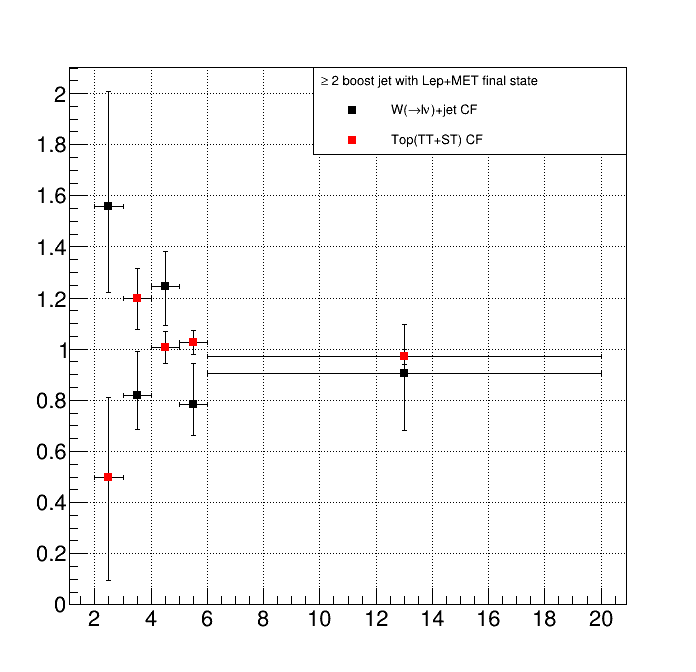 ≥ 2 boost jet with Lep+MET final state
W(→lν)+jet CF
Top(TT+ST) CF
2
1.8
1.6
1.4
1.2
1
0.8
0.6
0.4
0.2
0
2 4 6 8 10 12 14 16 18 20